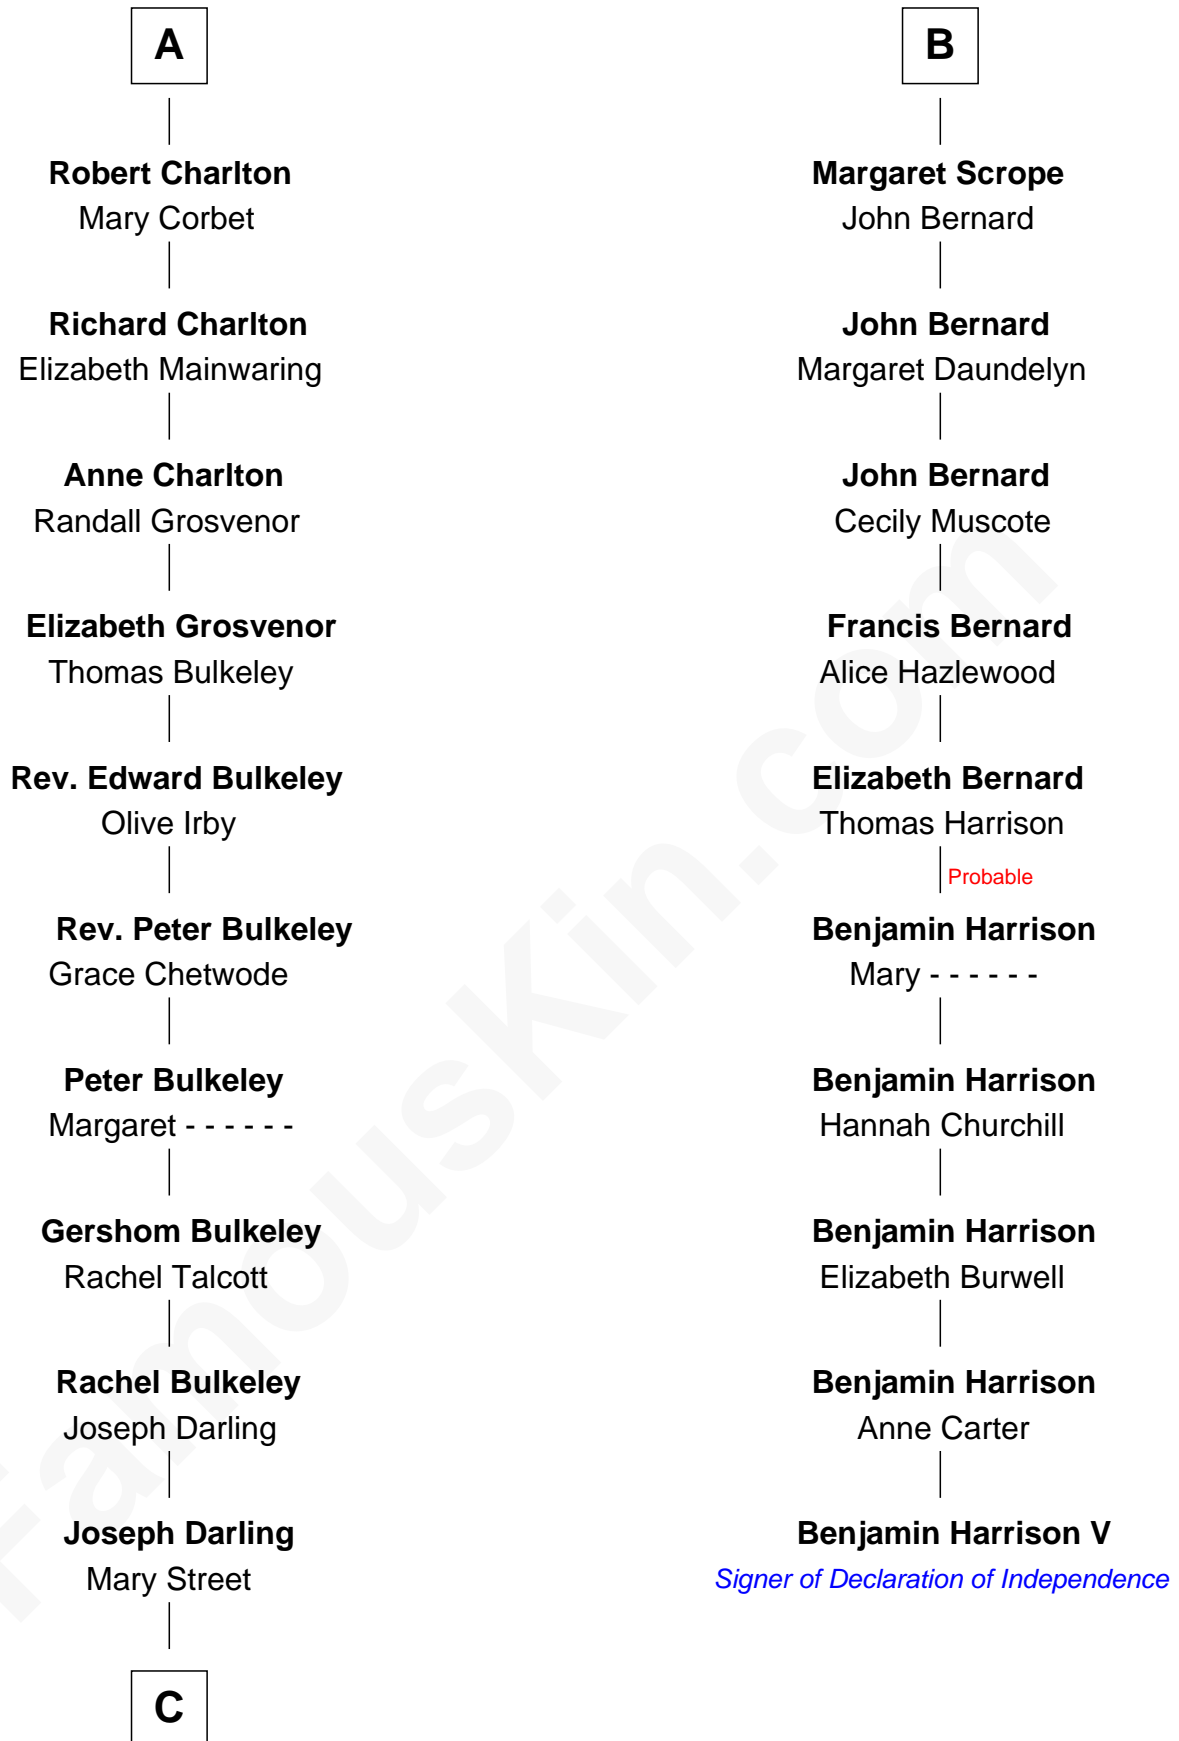 A
Robert Charlton
Mary Corbet
Richard Charlton
Elizabeth Mainwaring
Anne Charlton
Randall Grosvenor
Elizabeth Grosvenor
Thomas Bulkeley
Rev. Edward Bulkeley
Olive Irby
Rev. Peter Bulkeley
Grace Chetwode
Peter Bulkeley
Margaret - - - - - -
Gershom Bulkeley
Rachel Talcott
Rachel Bulkeley
Joseph Darling
Joseph Darling
Mary Street
C
B
Margaret Scrope
John Bernard
John Bernard
Margaret Daundelyn
John Bernard
Cecily Muscote
Francis Bernard
Alice Hazlewood
Elizabeth Bernard
Thomas Harrison
Probable
Benjamin Harrison
Mary - - - - - -
Benjamin Harrison
Hannah Churchill
Benjamin Harrison
Elizabeth Burwell
Benjamin Harrison
Anne Carter
Benjamin Harrison V
Signer of Declaration of Independence
FamousKin.com